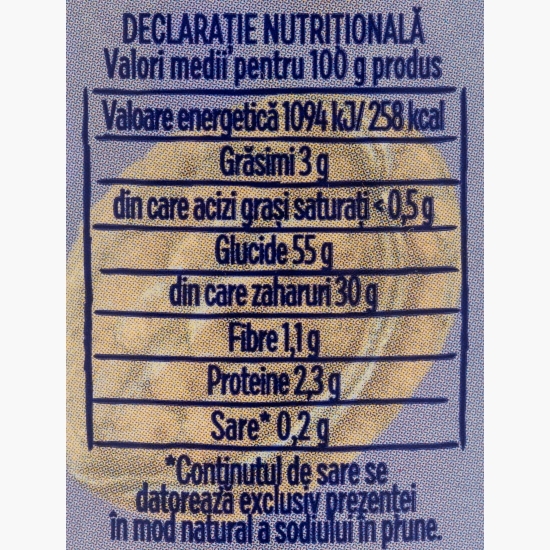 DECLARAȚIE NUTRIȚIONALĂ
Valori medii pentru 100 g produs
Valoare energetică 1094 kJ/ 258 kcal
Grăsimi 3 g
din care acizi grași saturați <0,5 g
Glucide 55 g
din care zaharuri 30 g
Fibre 1,1 g
Proteine 2,3 g
Sare* 0,2 g
*Conținutul de sare se
datorează exclusiv prezenței
în mod natural a sodiului în prune.